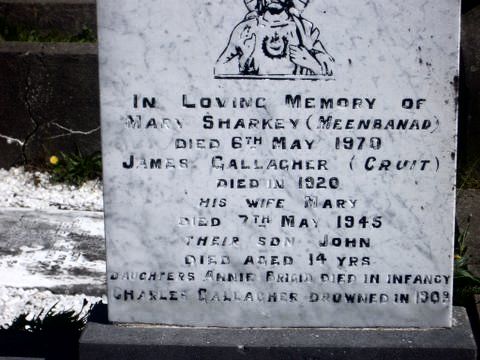 IN LOVING MEMORY OF
MARY SHARKEY (MEENBANAD)
DIED 6TH MAY 1970
JAMES GALLAGHER (CRUIT)
DIED IN 1920
HIS WIFE MARY
DIED 7TH MAY 1945
THEIR SON JOHN
DIED AGED 14 YRS
DAUGHTERS ANNIE BRIGID DIED IN INFANCY
CHARLES GALLAGHER DROWNED IN 1903